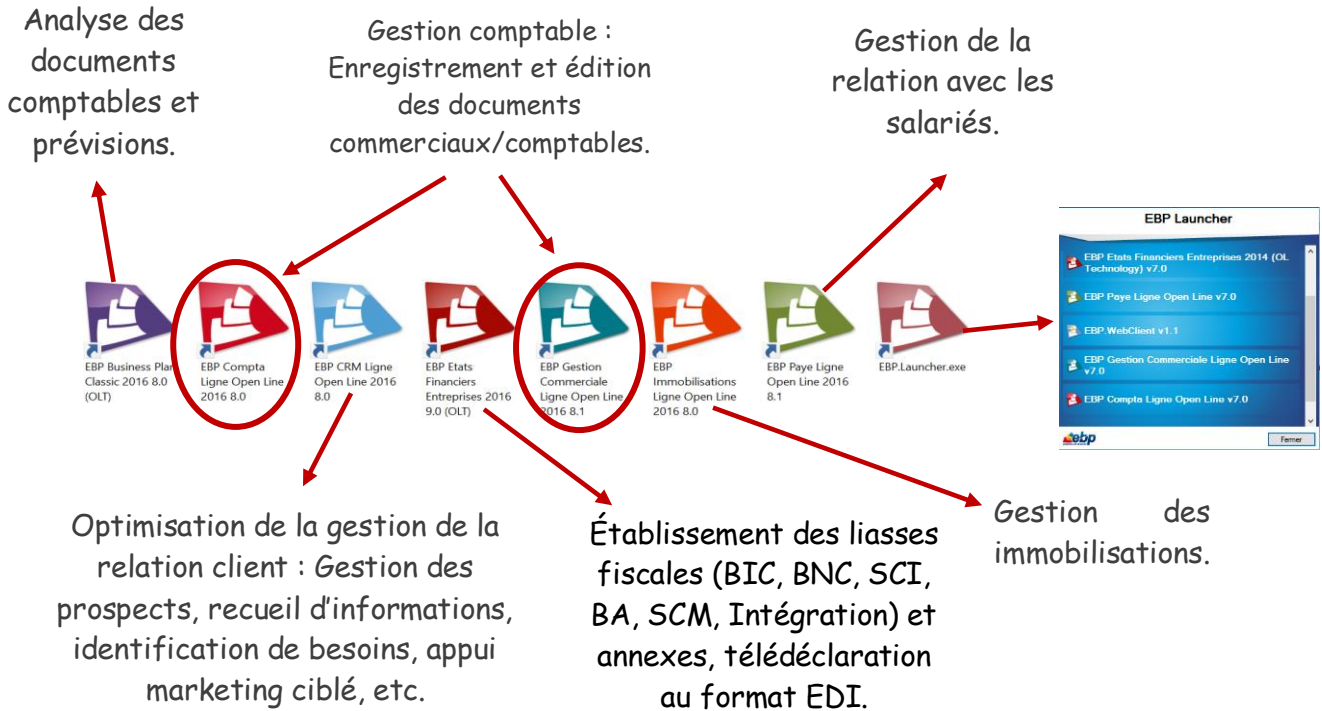 Analyse des
documents
comptables et
prévisions.
Gestion comptable :
Enregistrement et édition
des documents
commerciaux/comptables.
Gestion de la
relation avec les
salariés.
EBP Business Plan
Classic 2016 8.0
(OLT)
EBP Compta
Ligne Open Line
2016 8.0
EBP CRM Ligne
Open Line 2016
8.0
EBP Etats
Financiers
Entreprises 2016
9.0 (OLT)
EBP Gestion
Commerciale
Ligne Open Line
2016 8.1
EBP
Immobilisations
Ligne Open Line
2016 8.0
EBP Paye Ligne
Open Line 2016
8.1
EBP.Launcher.exe
EBP Launcher
EBP Etats Financiers Entreprises 2014 (OL
Technology) v7.0
EBP Paye Ligne Open Line v7.0
EBP.WebClient v1.1
EBP Gestion Commerciale Ligne Open Line
v7.0
EBP Compta Ligne Open Line v7.0
ebp
Fermer
Optimisation de la gestion de la
relation client : Gestion des
prospects, recueil d’informations,
identification de besoins, appui
marketing ciblé, etc.
Établissement des liasses
fiscales (BIC, BNC, SCI,
BA, SCM, Intégration) et
annexes, télédéclaration
au format EDI.
Gestion des
immobilisations.